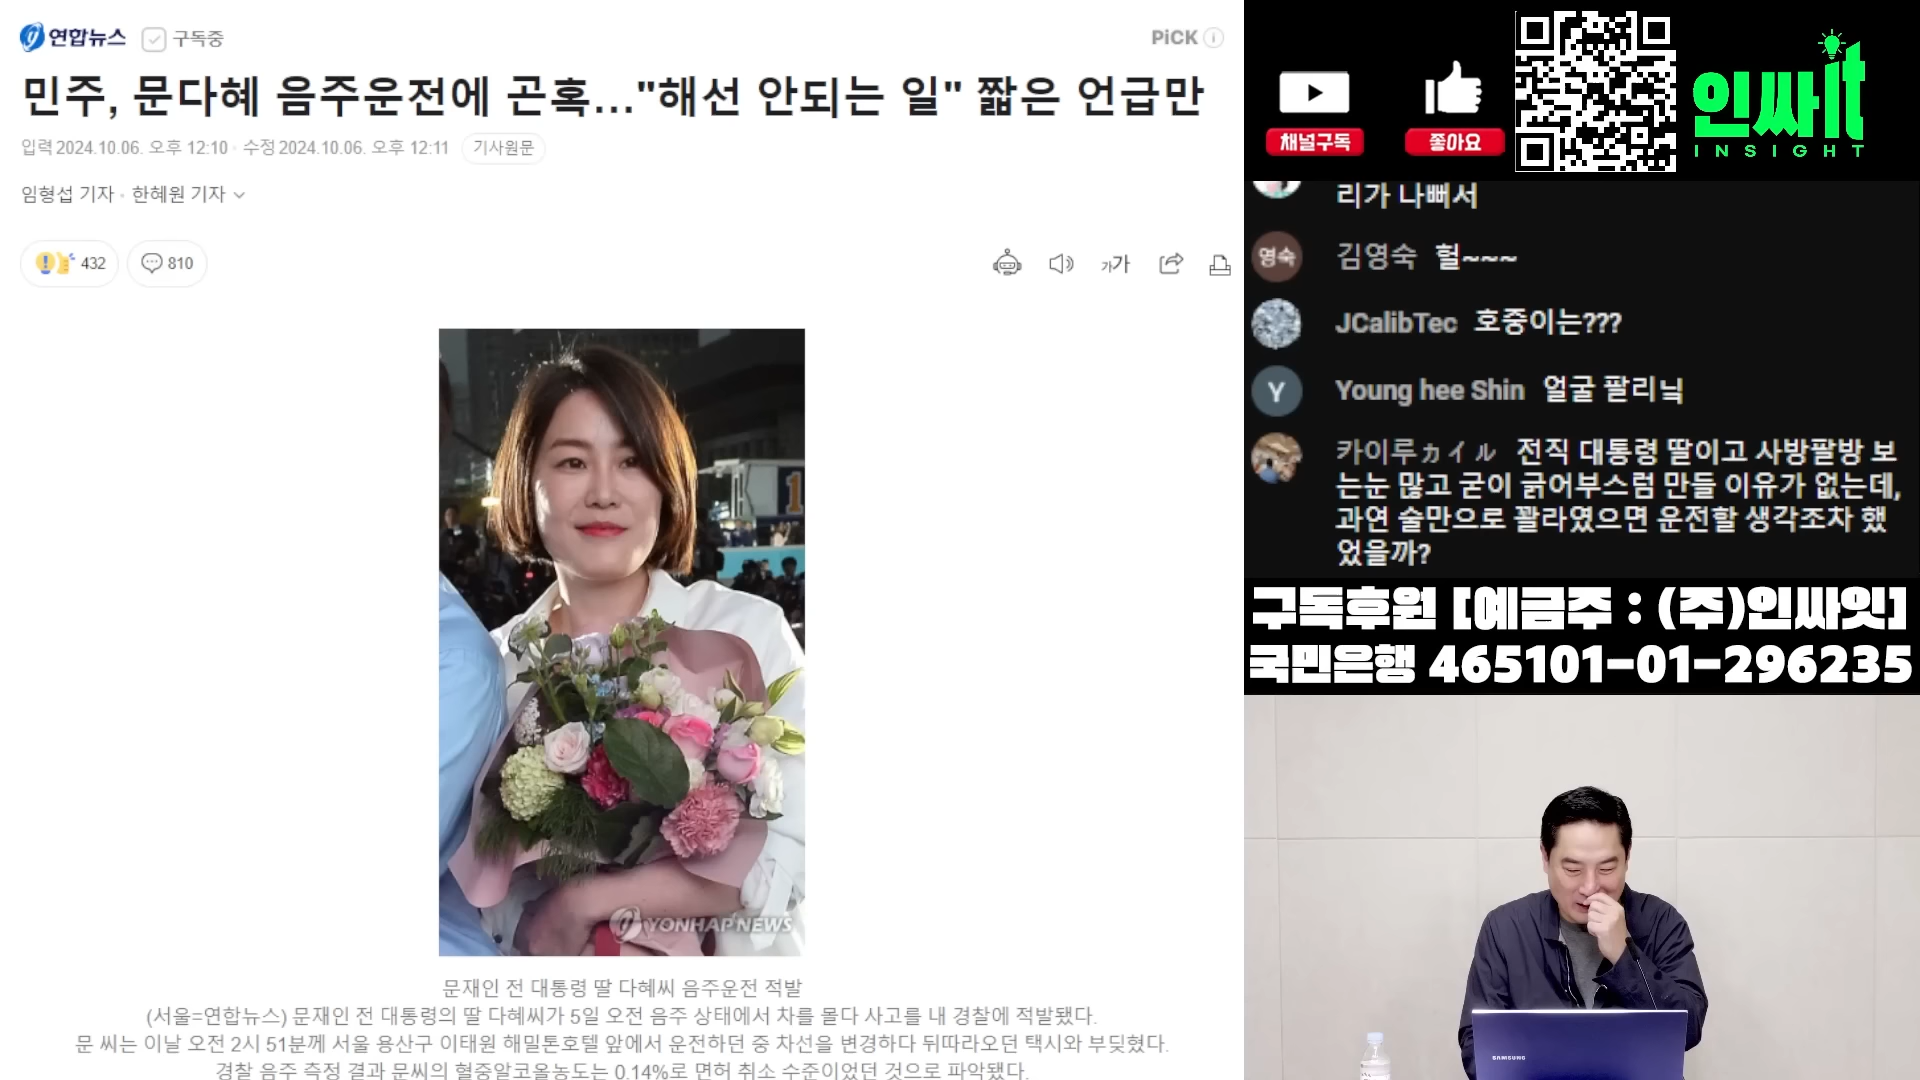 연합뉴스 구독중
PiCK
민주, 문다혜 음주운전에 곤혹..."해선 안되는 일" 짧은 언급만
입력 2024.10.06. 오후 12:10 · 수정 2024.10.06. 오후 12:11 기사원문
임형섭 기자 · 한혜원 기자
432 810
가가
YONHAP NEWS
문재인 전 대통령 딸 다혜씨 음주운전 적발
(서울=연합뉴스) 문재인 전 대통령의 딸 다혜씨가 5일 오전 음주 상태에서 차를 몰다 사고를 내 경찰에 적발됐다.
문 씨는 이날 오전 2시 51분께 서울 용산구 이태원 해밀톤호텔 앞에서 운전하던 중 차선을 변경하다 뒤따라오던 택시와 부딪혔다.
경찰 음주 측정 결과 문씨의 혈중알코올농도는 0.14%로 면허 취소 수준이었던 것으로 파악됐다.
채널구독 좋아요
인싸it
INSIGHT
리가 나빠서
영숙 김영숙 헐~~~
JCalibTec 호중이는???
Y Young hee Shin 얼굴 팔리닠
카이루カイル 전직 대통령 딸이고 사방팔방 보
는눈 많고 굳이 긁어부스럼 만들 이유가 없는데,
과연 술만으로 꽐라였으면 운전할 생각조차 했
었을까?
구독후원 [예금주 : (주)인싸잇]
국민은행 465101-01-296235
SAMSUNG